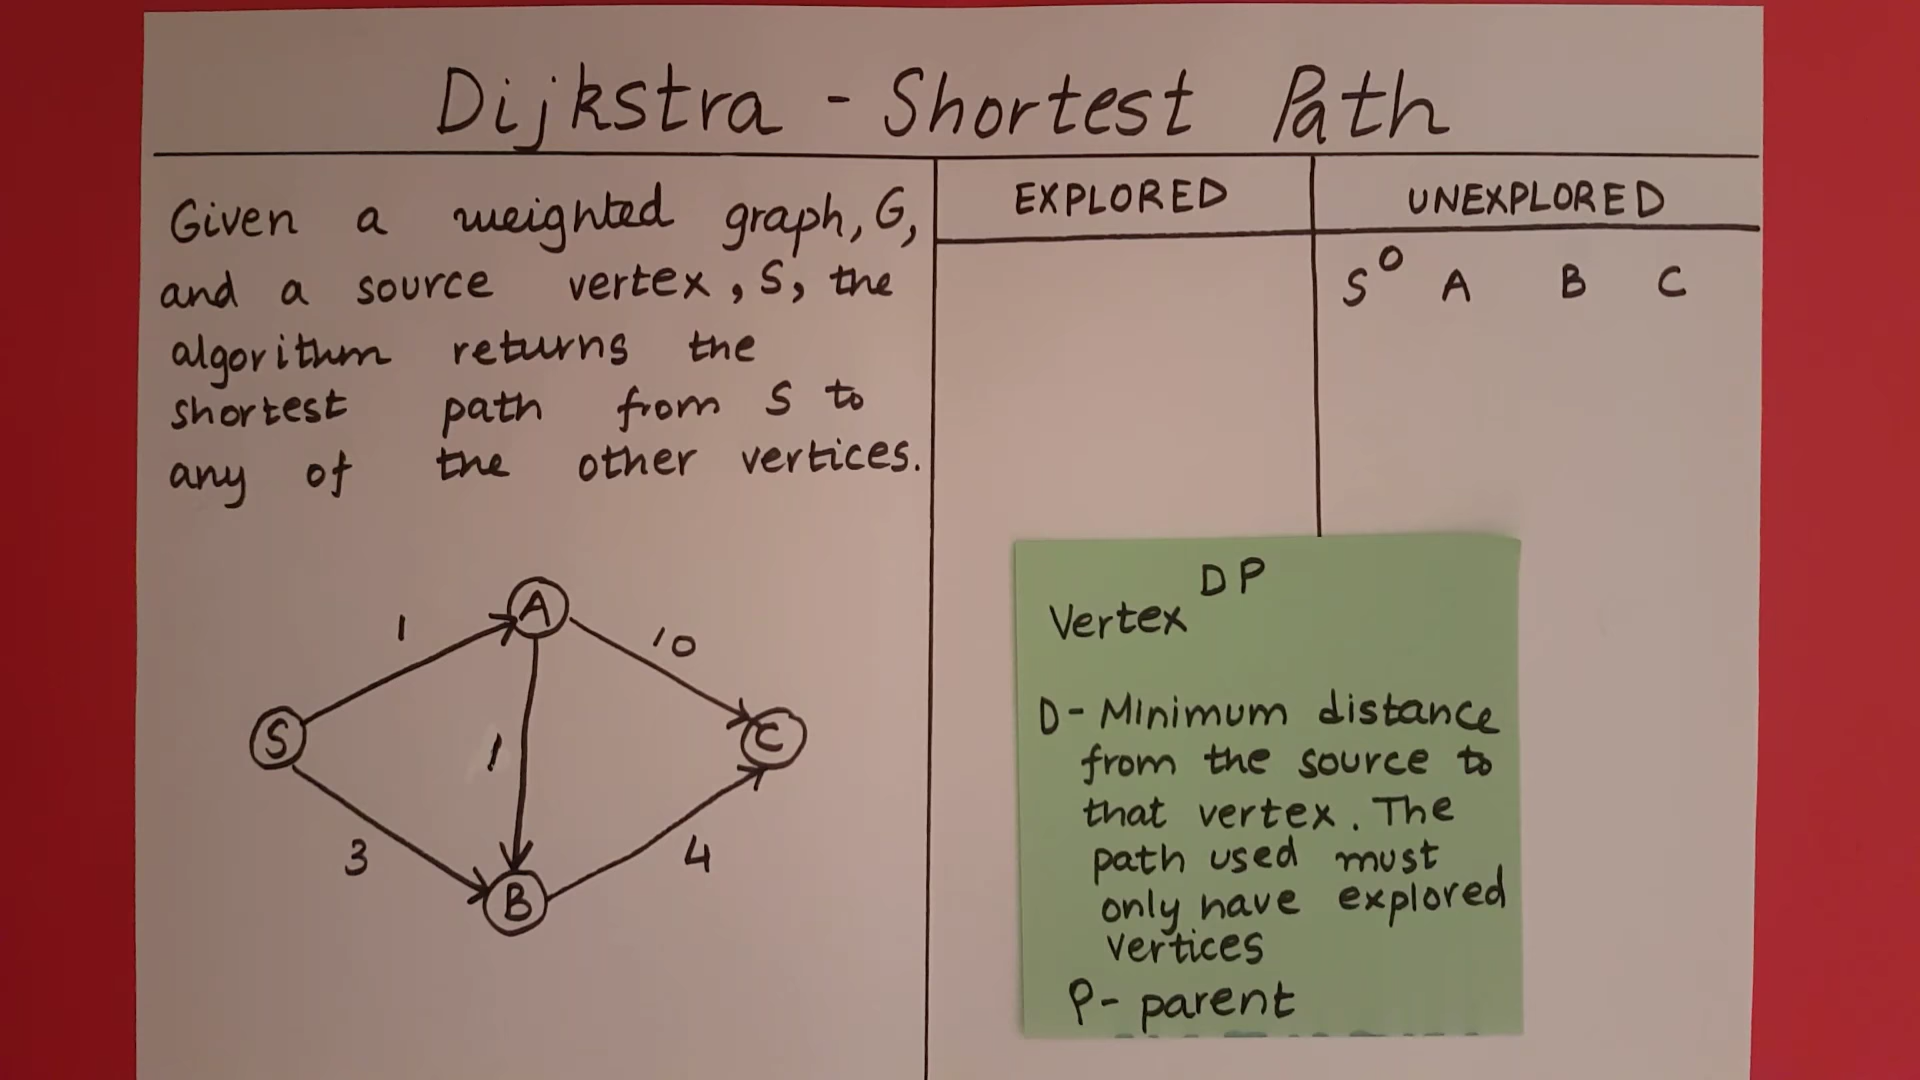 Dijkstra - Shortest Path
Given a weighted graph, G,
and a source vertex, S, the
algorithm returns the
shortest path from S to
any of the other vertices.
EXPLORED
UNEXPLORED
S⁰ A B C
A
1
10
S
1
C
3
4
B
DP
Vertex
D- Minimum distance
from the source to
that vertex. The
path used must
only have explored
vertices
P- parent